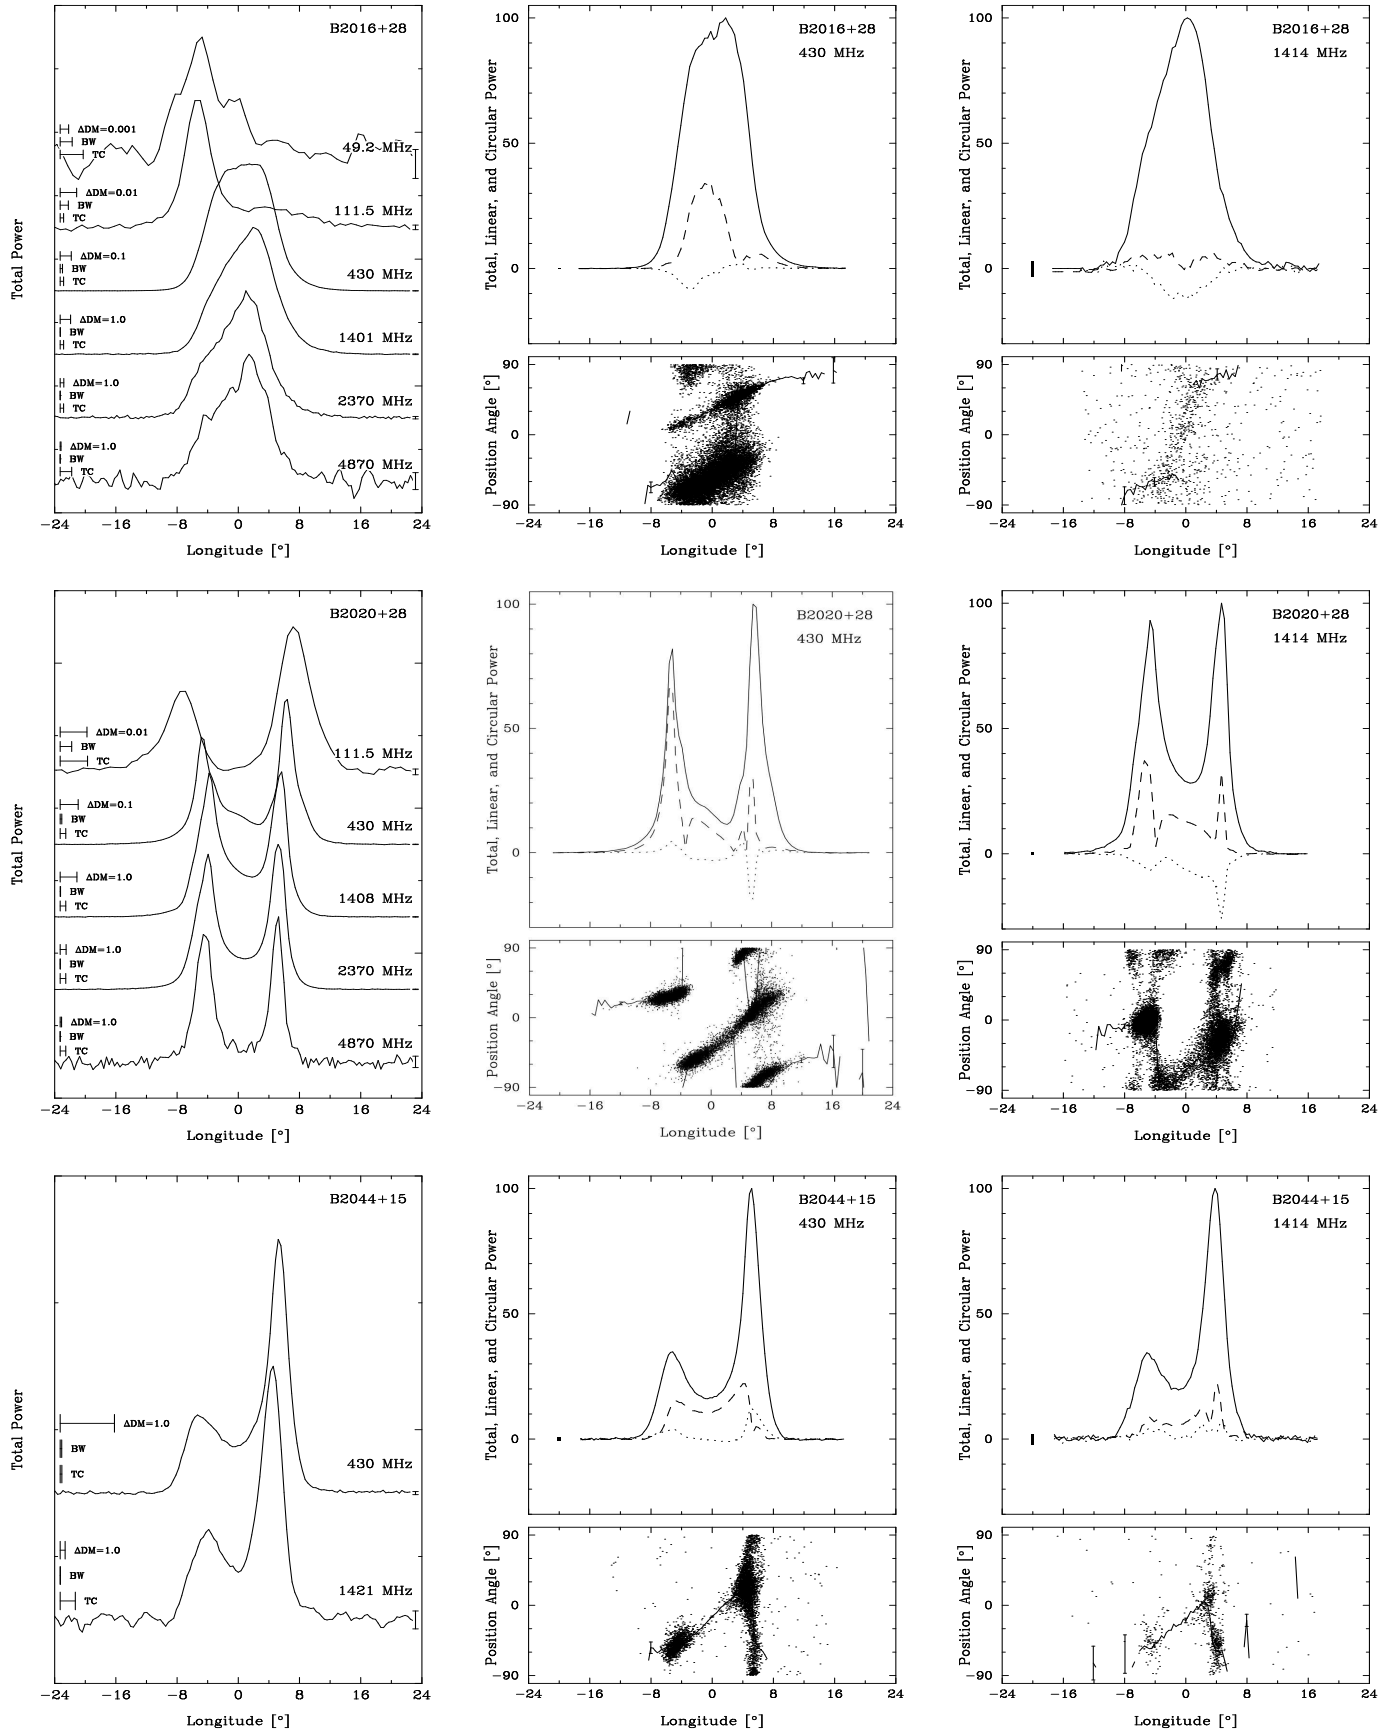 B2016+28
ΔDM=0.001
BW
TC
49.2 MHz
ΔDM=0.01
BW
TC
111.5 MHz
ΔDM=0.1
BW
TC
430 MHz
ΔDM=1.0
BW
TC
1401 MHz
ΔDM=1.0
BW
TC
2370 MHz
ΔDM=1.0
BW
TC
4870 MHz
Total Power
−24 −16 −8 0 8 16 24
Longitude [°]
B2016+28
430 MHz
100
50
0
Total, Linear, and Circular Power
90
0
−90
Position Angle [°]
−24 −16 −8 0 8 16 24
Longitude [°]
B2016+28
1414 MHz
100
50
0
Total, Linear, and Circular Power
90
0
−90
Position Angle [°]
−24 −16 −8 0 8 16 24
Longitude [°]
B2020+28
ΔDM=0.01
BW
TC
111.5 MHz
ΔDM=0.1
BW
TC
430 MHz
ΔDM=1.0
BW
TC
1408 MHz
ΔDM=1.0
BW
TC
2370 MHz
ΔDM=1.0
BW
TC
4870 MHz
Total Power
−24 −16 −8 0 8 16 24
Longitude [°]
B2020+28
430 MHz
100
50
0
Total, Linear, and Circular Power
90
0
−90
Position Angle [°]
−24 −16 −8 0 8 16 24
Longitude [°]
B2020+28
1414 MHz
100
50
0
Total, Linear, and Circular Power
90
0
−90
Position Angle [°]
−24 −16 −8 0 8 16 24
Longitude [°]
B2044+15
ΔDM=1.0
BW
TC
430 MHz
ΔDM=1.0
BW
TC
1421 MHz
Total Power
−24 −16 −8 0 8 16 24
Longitude [°]
B2044+15
430 MHz
100
50
0
Total, Linear, and Circular Power
90
0
−90
Position Angle [°]
−24 −16 −8 0 8 16 24
Longitude [°]
B2044+15
1414 MHz
100
50
0
Total, Linear, and Circular Power
90
0
−90
Position Angle [°]
−24 −16 −8 0 8 16 24
Longitude [°]